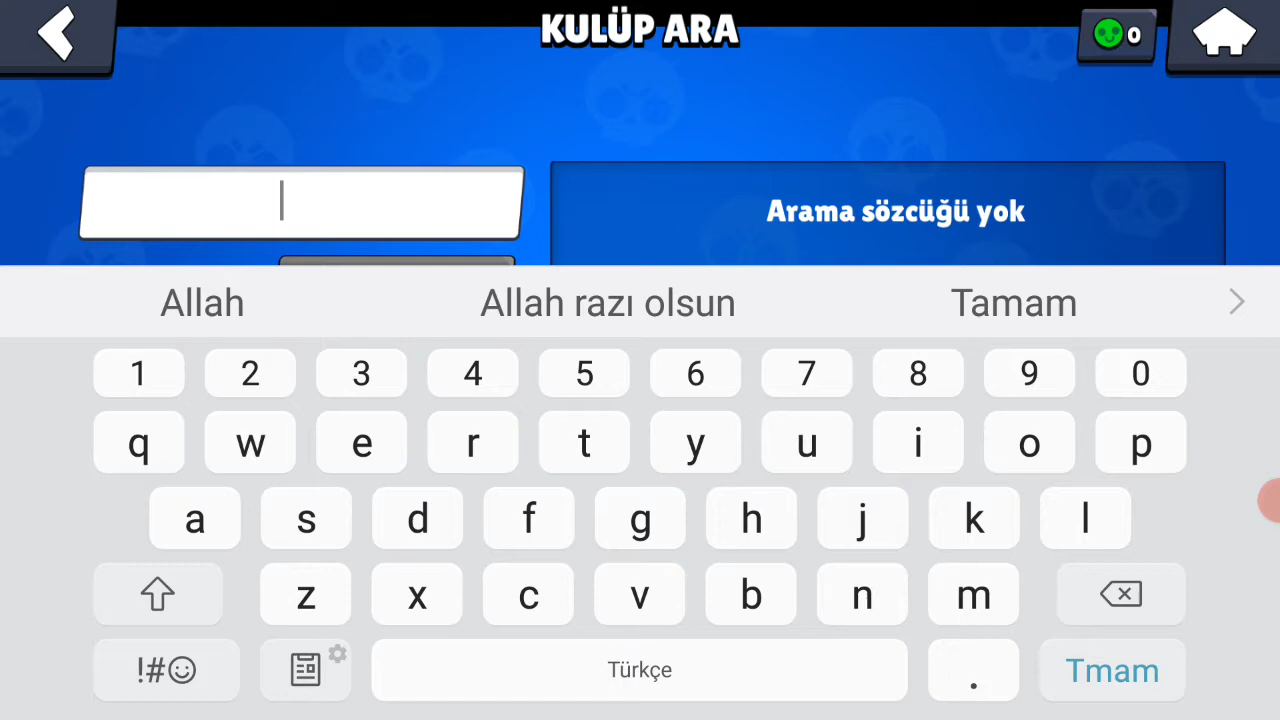 KULÜP ARA
0
Arama sözcüğü yok
Allah Allah razı olsun Tamam
1 2 3 4 5 6 7 8 9 0
q w e r t y u i o p
a s d f g h j k l
z x c v b n m
!#☺ Türkçe . Tmam